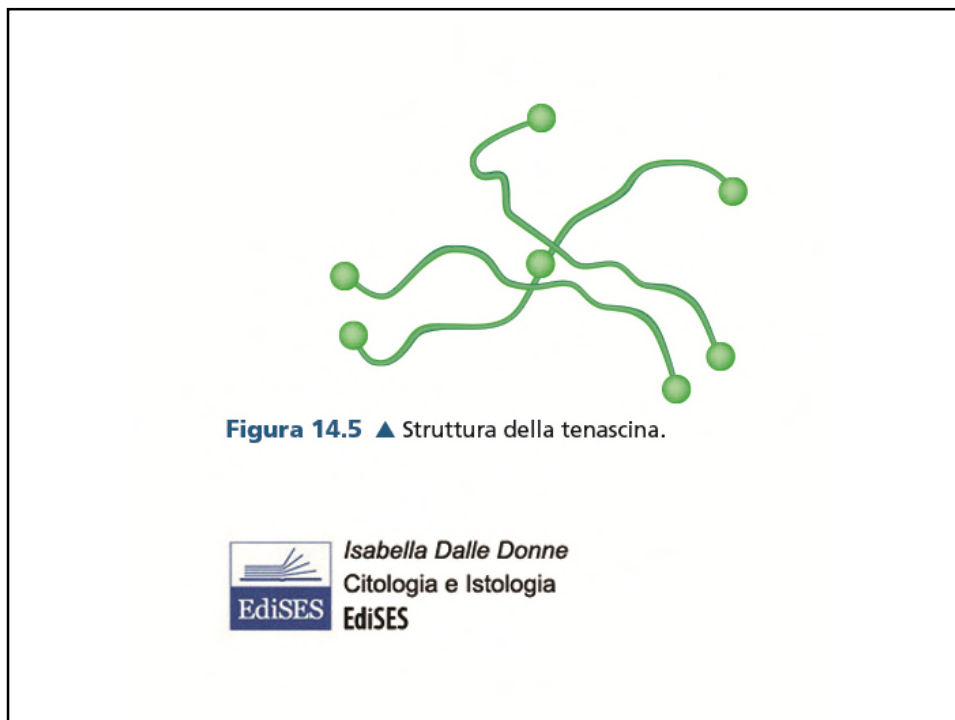 Figura 14.5 ▲ Struttura della tenascina.
Isabella Dalle Donne
Citologia e Istologia
EdiSES
EdiSES